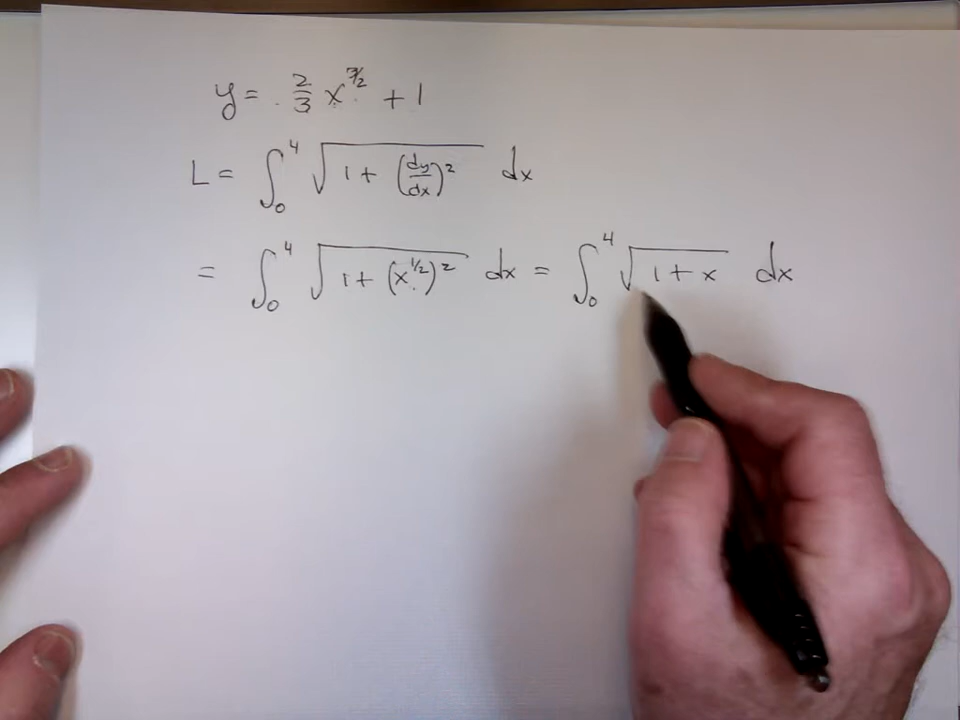 y = 2/3 x^3/2 + 1
L = ∫₀⁴ √(1 + (dy/dx)²) dx
= ∫₀⁴ √(1 + (x^1/2)²) dx = ∫₀⁴ √(1 + x) dx